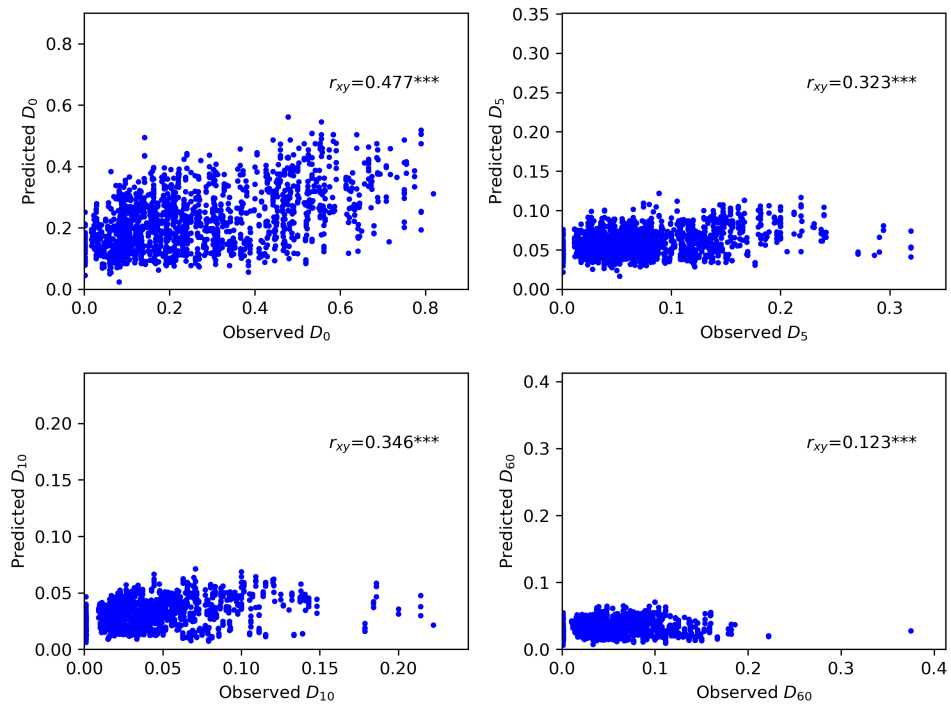 0.8
0.6
0.4
0.2
0.0
Predicted D₀
r_xy=0.477***
0.0 0.2 0.4 0.6 0.8
Observed D₀
0.35
0.30
0.25
0.20
0.15
0.10
0.05
0.00
Predicted D₅
r_xy=0.323***
0.0 0.1 0.2 0.3
Observed D₅
0.20
0.15
0.10
0.05
0.00
Predicted D₁₀
r_xy=0.346***
0.00 0.05 0.10 0.15 0.20
Observed D₁₀
0.4
0.3
0.2
0.1
0.0
Predicted D₆₀
r_xy=0.123***
0.0 0.1 0.2 0.3 0.4
Observed D₆₀